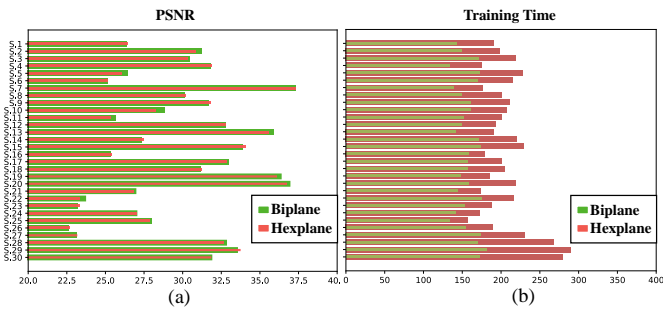 PSNR
Training Time
S.1
S.2
S.3
S.4
S.5
S.6
S.7
S.8
S.9
S.10
S.11
S.12
S.13
S.14
S.15
S.16
S.17
S.18
S.19
S.20
S.21
S.22
S.23
S.24
S.25
S.26
S.27
S.28
S.29
S.30
Biplane
Hexplane
Biplane
Hexplane
20.0 22.5 25.0 27.5 30.0 32.5 35.0 37.5 40.0
0 50 100 150 200 250 300 350 400
(a)
(b)